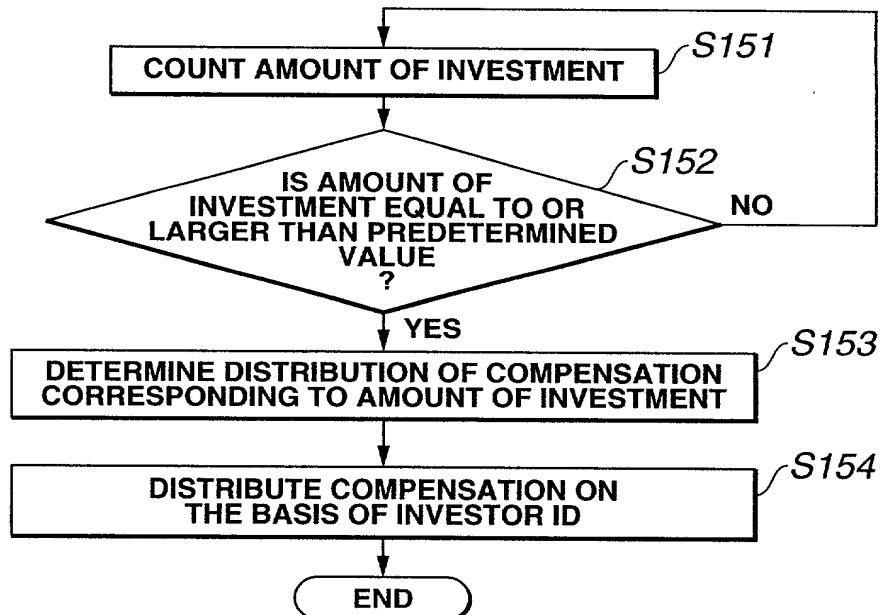 COUNT AMOUNT OF INVESTMENT
S151
IS AMOUNT OF
INVESTMENT EQUAL TO OR
LARGER THAN PREDETERMINED
VALUE
?
S152
NO
YES
DETERMINE DISTRIBUTION OF COMPENSATION
CORRESPONDING TO AMOUNT OF INVESTMENT
S153
DISTRIBUTE COMPENSATION ON
THE BASIS OF INVESTOR ID
S154
END